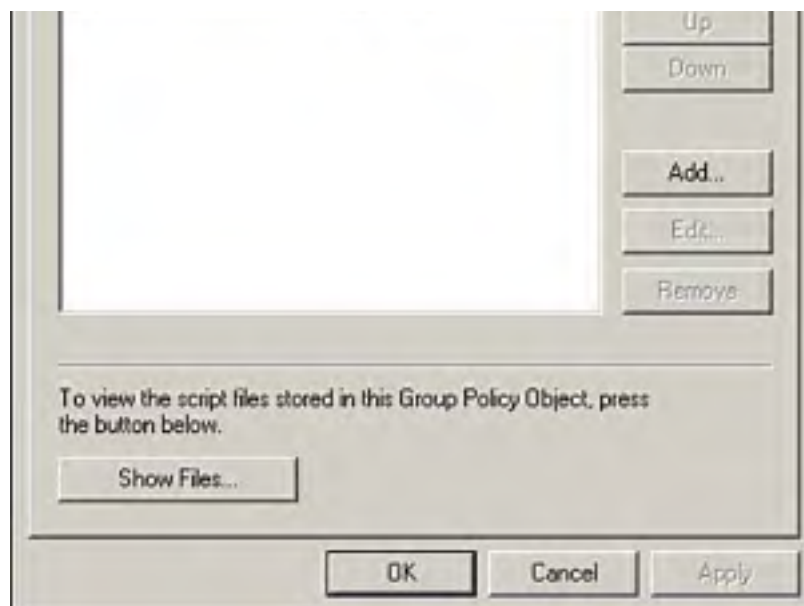 Up
Down
Add...
Edit...
Remove
To view the script files stored in this Group Policy Object, press
the button below.
Show Files...
OK
Cancel
Apply